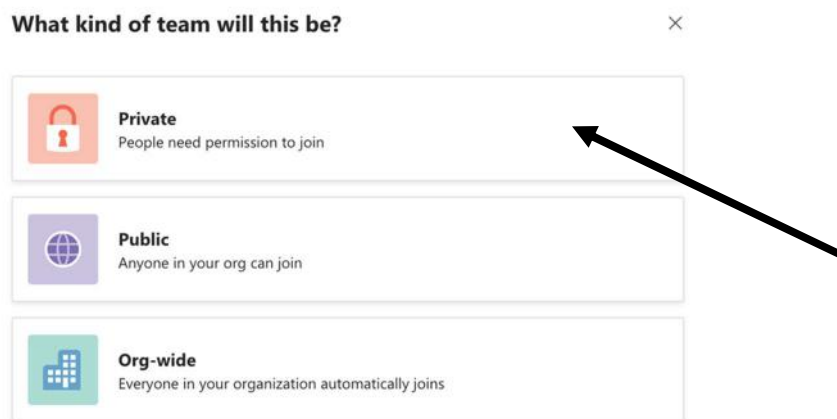 What kind of team will this be?
Private
People need permission to join
Public
Anyone in your org can join
Org-wide
Everyone in your organization automatically joins